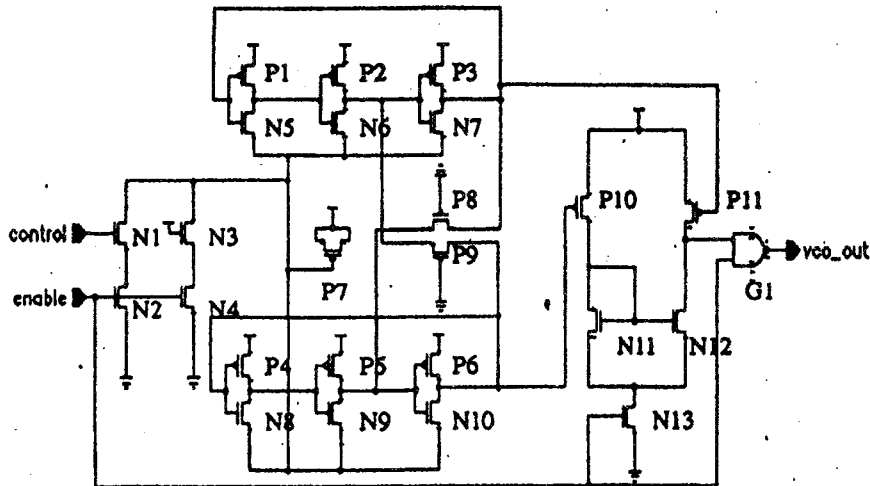 P1 P2 P3
N5 N6 N7
P8
P10 P11
control N1 N3
P9
vco_out
P7
G1
enable N2 N4
N11 N12
P4 P5 P6
N8 N9 N10
N13